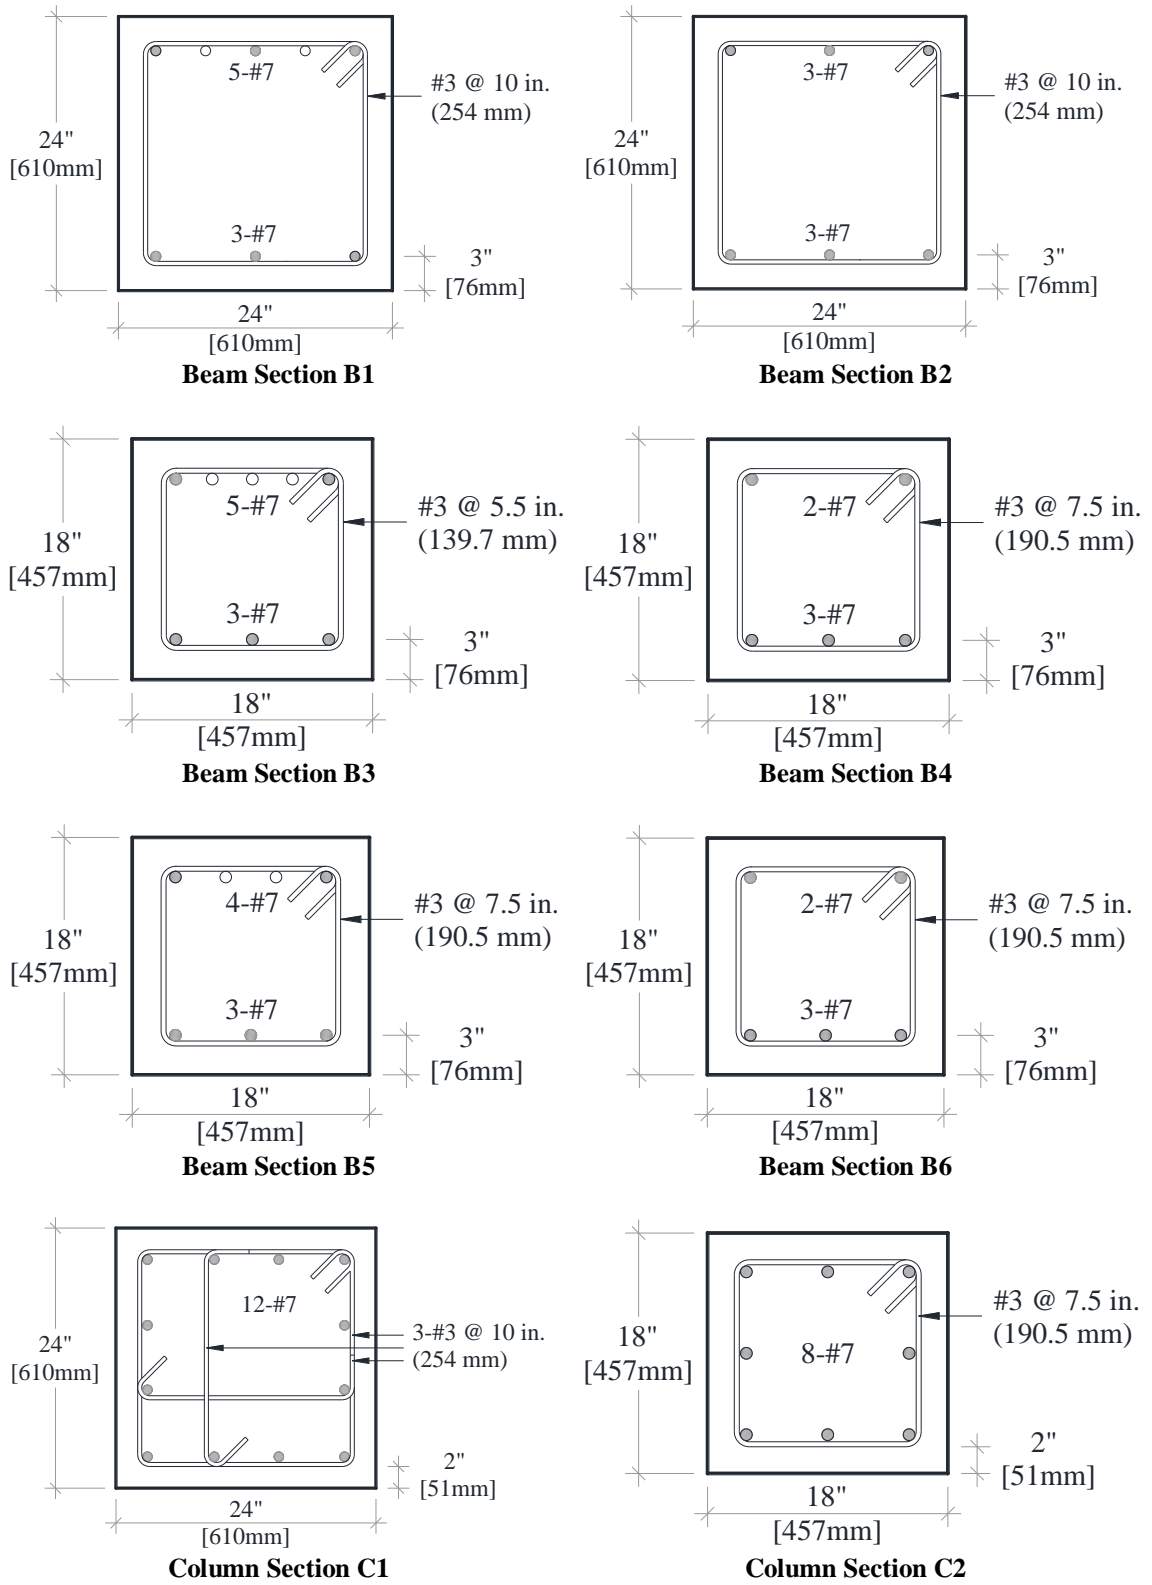 5-#7
#3 @ 10 in.
(254 mm)
24"
[610mm]
3-#7
3"
[76mm]
24"
[610mm]
Beam Section B1
3-#7
#3 @ 10 in.
(254 mm)
24"
[610mm]
3-#7
3"
[76mm]
24"
[610mm]
Beam Section B2
5-#7
#3 @ 5.5 in.
(139.7 mm)
18"
[457mm]
3-#7
3"
[76mm]
18"
[457mm]
Beam Section B3
2-#7
#3 @ 7.5 in.
(190.5 mm)
18"
[457mm]
3-#7
3"
[76mm]
18"
[457mm]
Beam Section B4
4-#7
#3 @ 7.5 in.
(190.5 mm)
18"
[457mm]
3-#7
3"
[76mm]
18"
[457mm]
Beam Section B5
2-#7
#3 @ 7.5 in.
(190.5 mm)
18"
[457mm]
3-#7
3"
[76mm]
18"
[457mm]
Beam Section B6
12-#7
3-#3 @ 10 in.
(254 mm)
24"
[610mm]
2"
[51mm]
24"
[610mm]
Column Section C1
#3 @ 7.5 in.
(190.5 mm)
18"
[457mm]
8-#7
2"
[51mm]
18"
[457mm]
Column Section C2